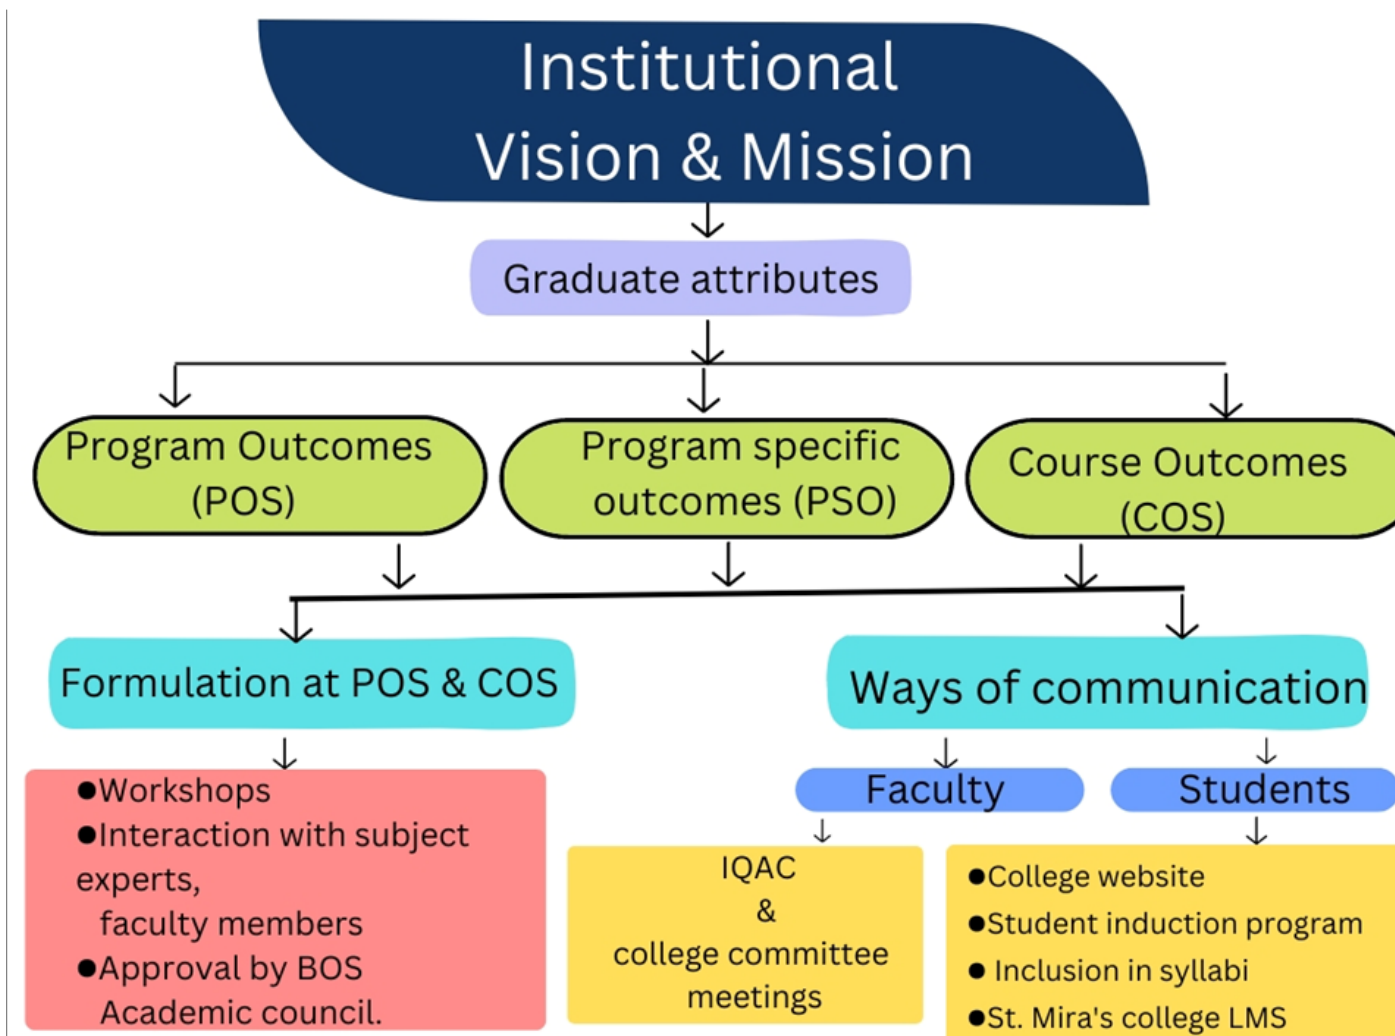 Institutional
Vision & Mission
Graduate attributes
Program Outcomes
(POS)
Program specific
outcomes (PSO)
Course Outcomes
(COS)
Formulation at POS & COS
Ways of communication
●Workshops
●Interaction with subject
experts,
faculty members
●Approval by BOS
Academic council.
Faculty
Students
IQAC
&
college committee
meetings
●College website
●Student induction program
● Inclusion in syllabi
●St. Mira's college LMS